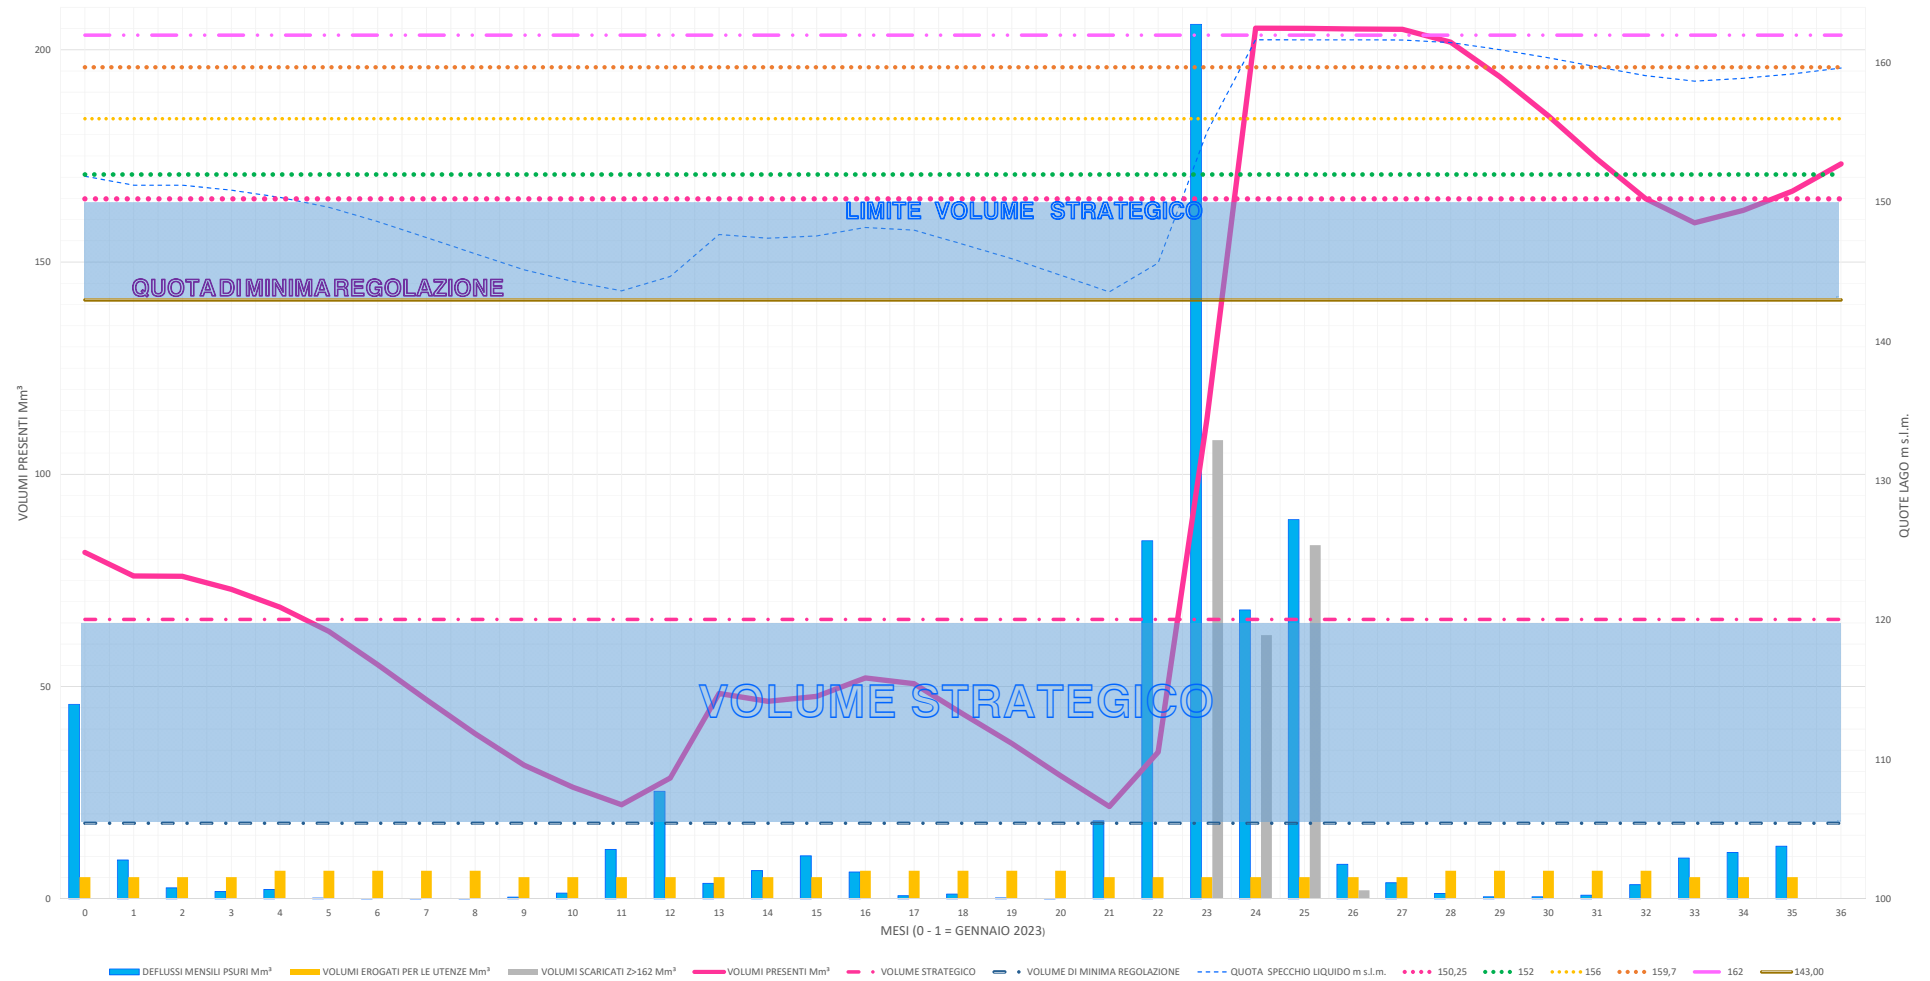 200
150
100
50
0
VOLUMI PRESENTI Mm³
160
150
140
130
120
110
100
QUOTE LAGO m s.l.m.
LIMITE VOLUME STRATEGICO
QUOTA DI MINIMA REGOLAZIONE
VOLUME STRATEGICO
0 1 2 3 4 5 6 7 8 9 10 11 12 13 14 15 16 17 18 19 20 21 22 23 24 25 26 27 28 29 30 31 32 33 34 35 36
MESI (0 - 1 = GENNAIO 2023)
DEFLUSSI MENSILI PSURI Mm³ VOLUMI EROGATI PER LE UTENZE Mm³ VOLUMI SCARICATI Z>162 Mm³ VOLUMI PRESENTI Mm³ VOLUME STRATEGICO VOLUME DI MINIMA REGOLAZIONE QUOTA SPECCHIO LIQUIDO m s.l.m. 150,25 152 156 159,7 162 143,00